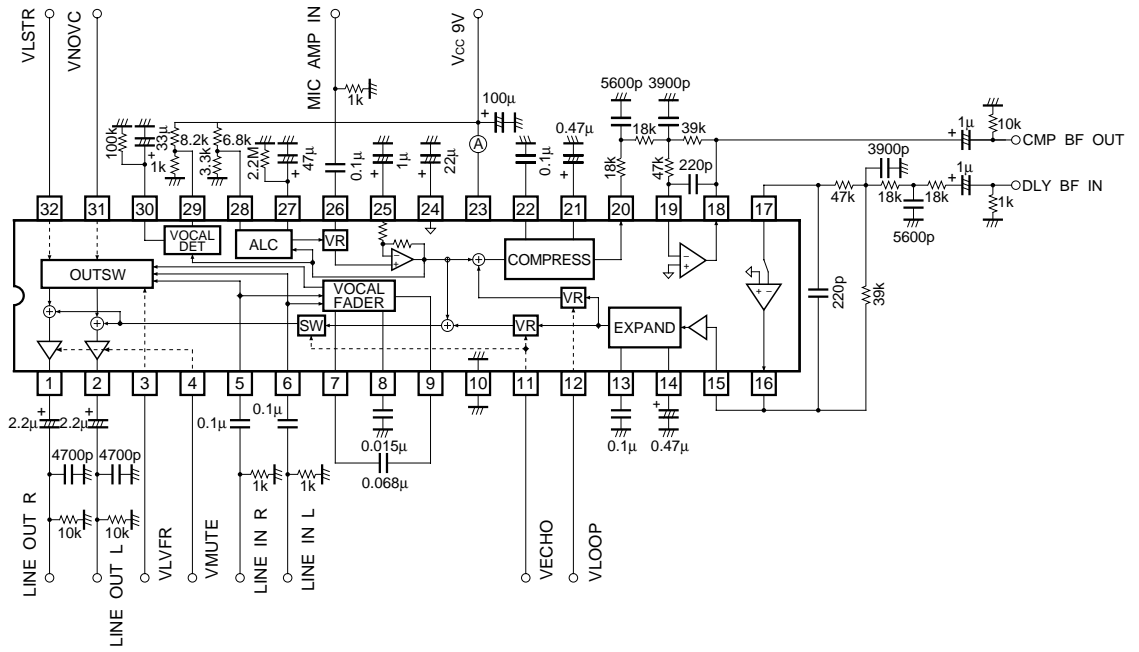 VLSTR
VNOVC
MIC AMP IN
Vcc 9V
100k
33µ
1k
8.2k
3.3k
6.8k
2.2M
47µ
0.1µ
1k
1µ
22µ
100µ
A
0.1µ
0.47µ
5600p
3900p
18k
39k
18k
47k
220p
1µ
10k
CMP BF OUT
3900p
1µ
DLY BF IN
47k
18k
18k
1k
5600p
220p
39k
32
31
30
29
28
27
26
25
24
23
22
21
20
19
18
17
VOCAL
DET
ALC
VR
COMPRESS
OUTSW
VOCAL
FADER
VR
SW
VR
EXPAND
1
2
3
4
5
6
7
8
9
10
11
12
13
14
15
16
2.2µ
2.2µ
0.1µ
0.1µ
0.015µ
0.068µ
0.1µ
0.47µ
4700p
4700p
1k
1k
10k
10k
LINE OUT R
LINE OUT L
VLVFR
VMUTE
LINE IN R
LINE IN L
VECHO
VLOOP